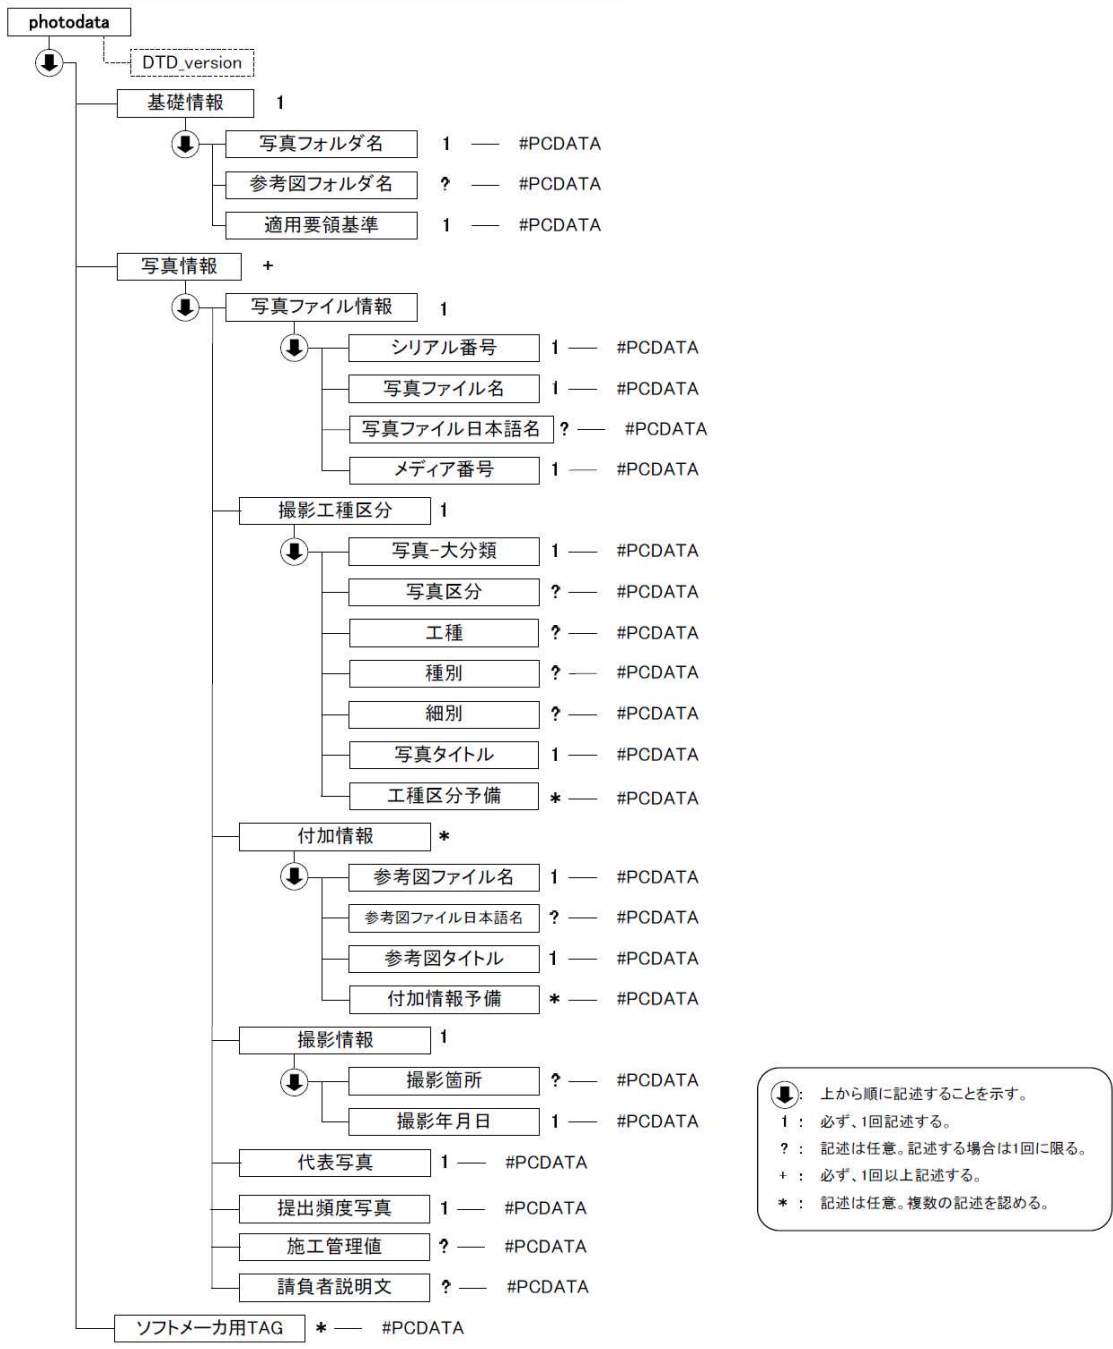 photodata
DTD_version
基礎情報 1
写真フォルダ名 1 #PCDATA
参考図フォルダ名 ? #PCDATA
適用要領基準 1 #PCDATA
写真情報 +
写真ファイル情報 1
シリアル番号 1 #PCDATA
写真ファイル名 1 #PCDATA
写真ファイル日本語名 ? #PCDATA
メディア番号 1 #PCDATA
撮影工種区分 1
写真-大分類 1 #PCDATA
写真区分 ? #PCDATA
工種 ? #PCDATA
種別 ? #PCDATA
細別 ? #PCDATA
写真タイトル 1 #PCDATA
工種区分予備 * #PCDATA
付加情報 *
参考図ファイル名 1 #PCDATA
参考図ファイル日本語名 ? #PCDATA
参考図タイトル 1 #PCDATA
付加情報予備 * #PCDATA
撮影情報 1
撮影箇所 ? #PCDATA
撮影年月日 1 #PCDATA
代表写真 1 #PCDATA
提出頻度写真 1 #PCDATA
施工管理値 ? #PCDATA
請負者説明文 ? #PCDATA
ソフトメーカ用TAG * #PCDATA
: 上から順に記述することを示す。
1 : 必ず、1回記述する。
? : 記述は任意。記述する場合は1回に限る。
+ : 必ず、1回以上記述する。
* : 記述は任意。複数の記述を認める。